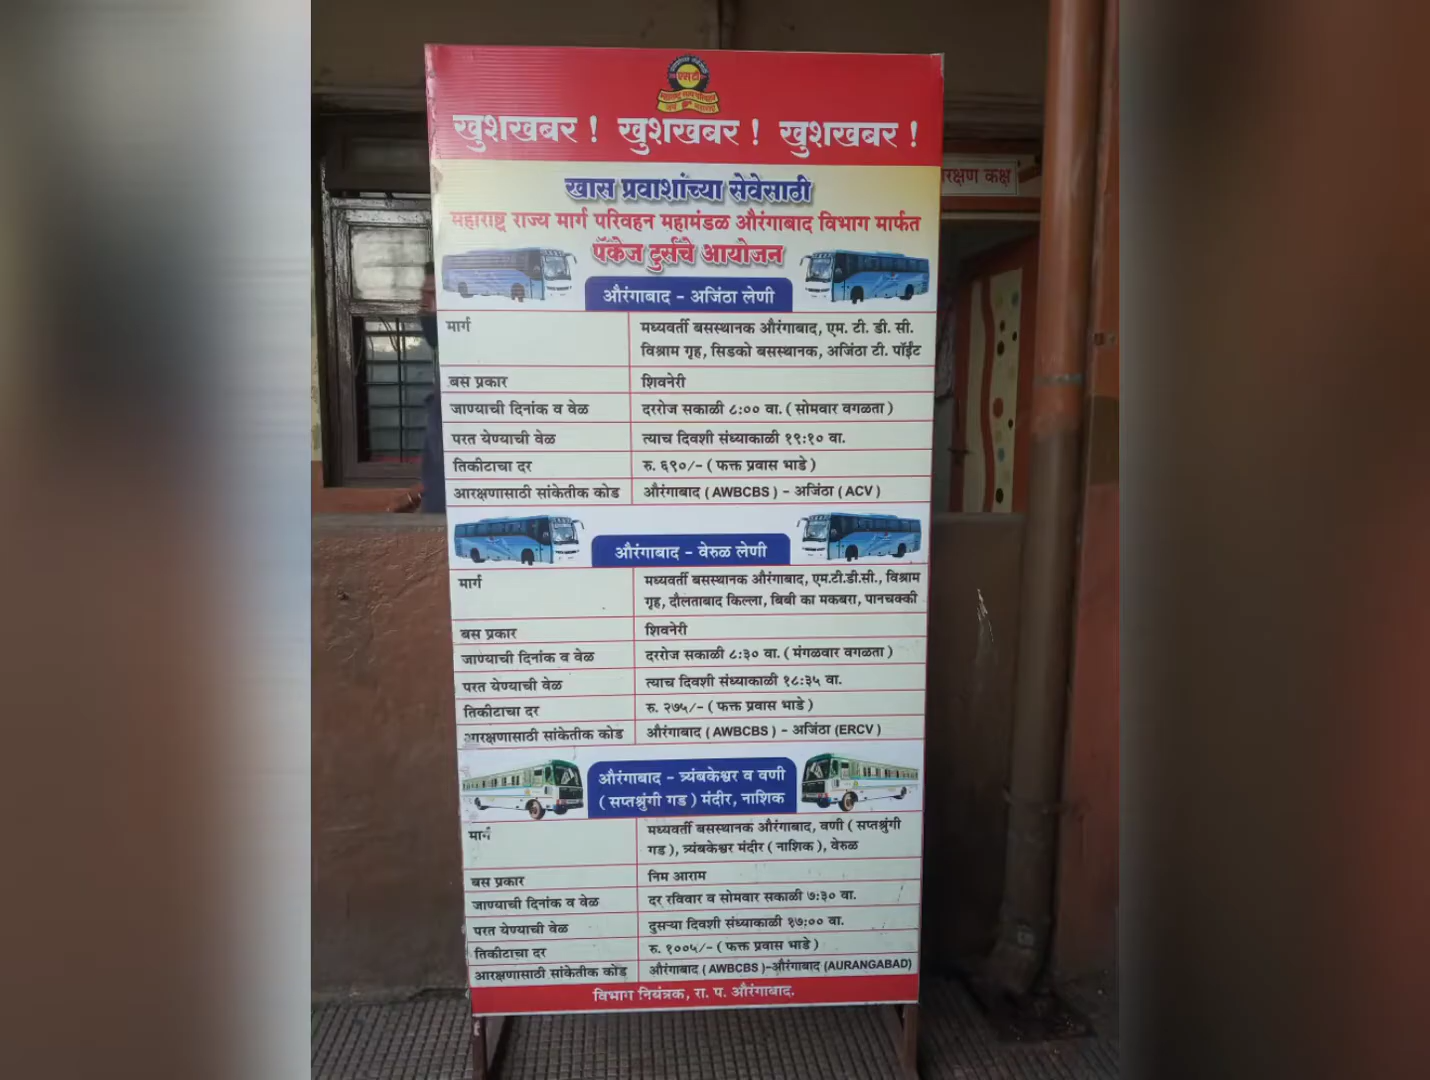 एस टी
खुशखबर ! खुशखबर ! खुशखबर !
खास प्रवाशांच्या सेवेसाठी
महाराष्ट्र राज्य मार्ग परिवहन महामंडळ औरंगाबाद विभाग मार्फत
पॅकेज टुर्सचे आयोजन
औरंगाबाद - अजिंठा लेणी
मार्ग मध्यवर्ती बसस्थानक औरंगाबाद, एम. टी. डी. सी.
विश्राम गृह, सिडको बसस्थानक, अजिंठा टी. पॉईंट
बस प्रकार शिवनेरी
जाण्याची दिनांक व वेळ दररोज सकाळी ८:०० वा. ( सोमवार वगळता )
परत येण्याची वेळ त्याच दिवशी संध्याकाळी १९:१० वा.
तिकीटाचा दर रु. ६९०/- ( फक्त प्रवास भाडे )
आरक्षणासाठी सांकेतीक कोड औरंगाबाद ( AWBCBS ) - अजिंठा ( ACV )
औरंगाबाद - वेरुळ लेणी
मार्ग मध्यवर्ती बसस्थानक औरंगाबाद, एम.टी.डी.सी., विश्राम
गृह, दौलताबाद किल्ला, बिबी का मकबरा, पानचक्की
बस प्रकार शिवनेरी
जाण्याची दिनांक व वेळ दररोज सकाळी ८:३० वा. ( मंगळवार वगळता )
परत येण्याची वेळ त्याच दिवशी संध्याकाळी १८:३५ वा.
तिकीटाचा दर रु. २७५/- ( फक्त प्रवास भाडे )
आरक्षणासाठी सांकेतीक कोड औरंगाबाद ( AWBCBS ) - अजिंठा (ERCV )
औरंगाबाद - त्र्यंबकेश्वर व वणी
( सप्तश्रुंगी गड ) मंदीर, नाशिक
मार्ग मध्यवर्ती बसस्थानक औरंगाबाद, वणी ( सप्तश्रुंगी
गड ), त्र्यंबकेश्वर मंदीर ( नाशिक ), वेरुळ
बस प्रकार निम आराम
जाण्याची दिनांक व वेळ दर रविवार व सोमवार सकाळी ७:३० वा.
परत येण्याची वेळ दुसऱ्या दिवशी संध्याकाळी १७:०० वा.
तिकीटाचा दर रु. १००५/- ( फक्त प्रवास भाडे )
आरक्षणासाठी सांकेतीक कोड औरंगाबाद ( AWBCBS )-औरंगाबाद (AURANGABAD)
विभाग नियंत्रक, रा. प. औरंगाबाद.
कक्ष